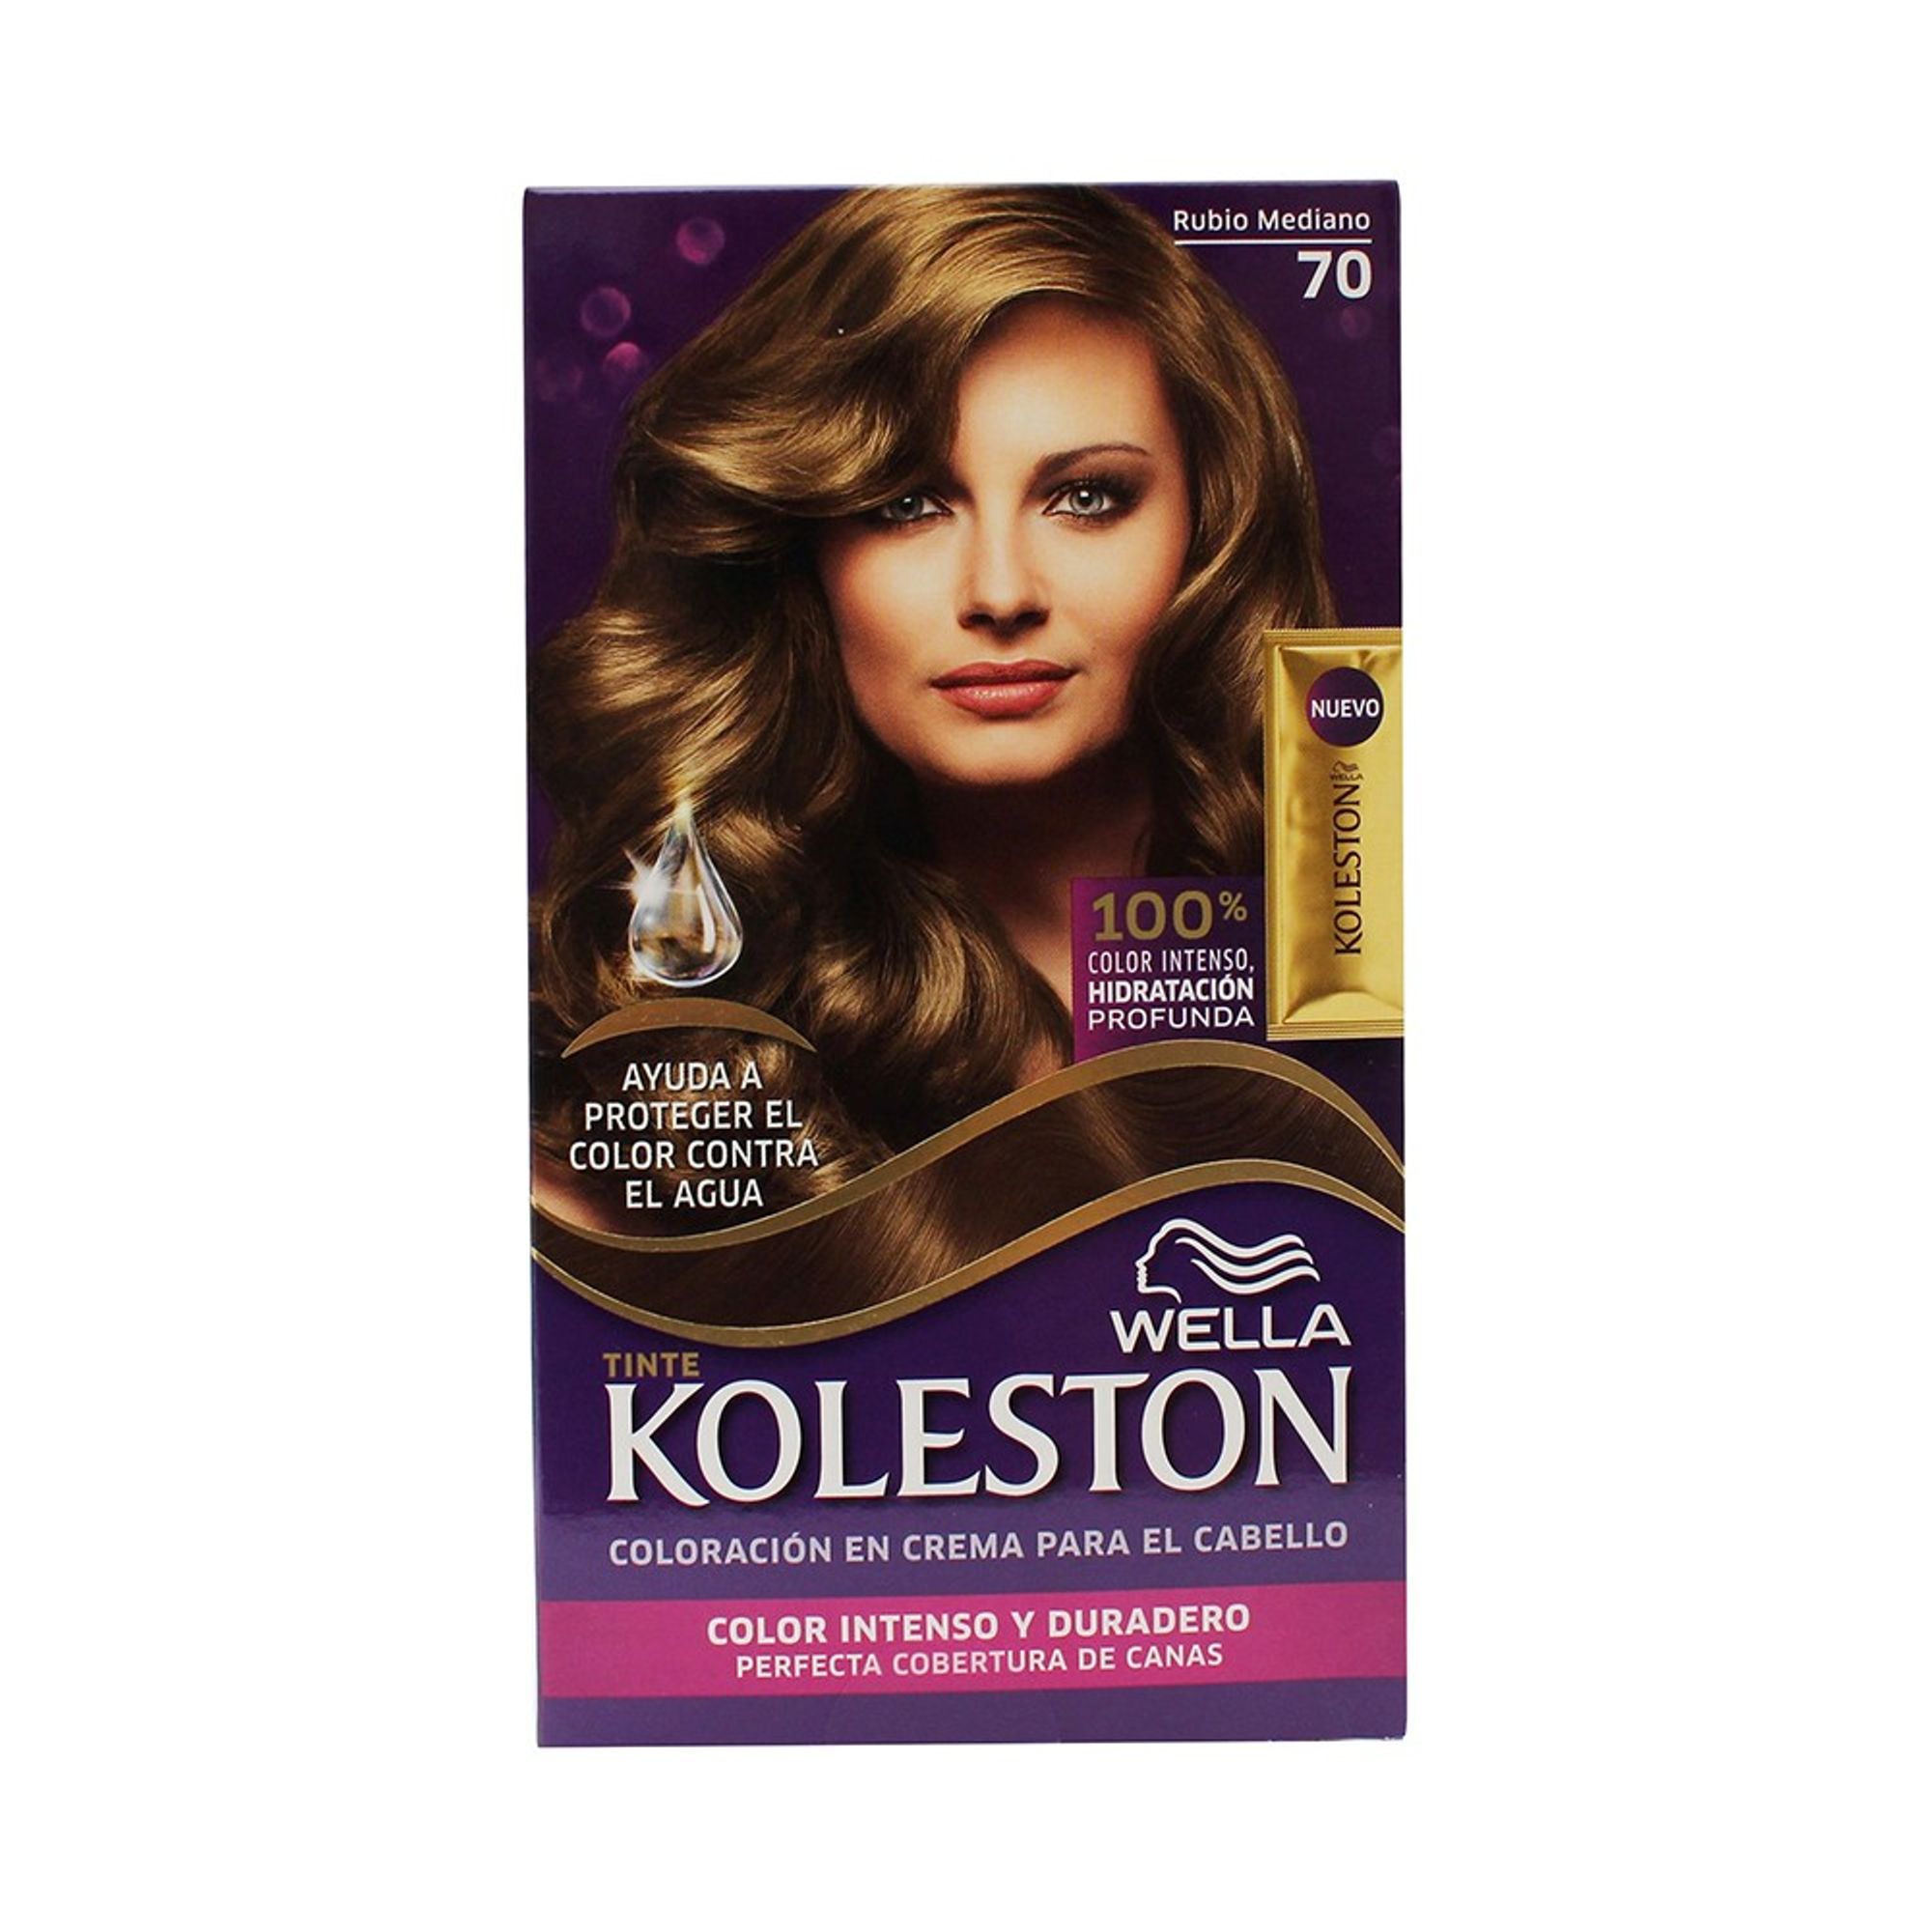 Rubio Mediano
70
NUEVO
WELLA
KOLESTON
100%
COLOR INTENSO,
HIDRATACIÓN
PROFUNDA
AYUDA A
PROTEGER EL
COLOR CONTRA
EL AGUA
WELLA
TINTE
KOLESTON
COLORACIÓN EN CREMA PARA EL CABELLO
COLOR INTENSO Y DURADERO
PERFECTA COBERTURA DE CANAS